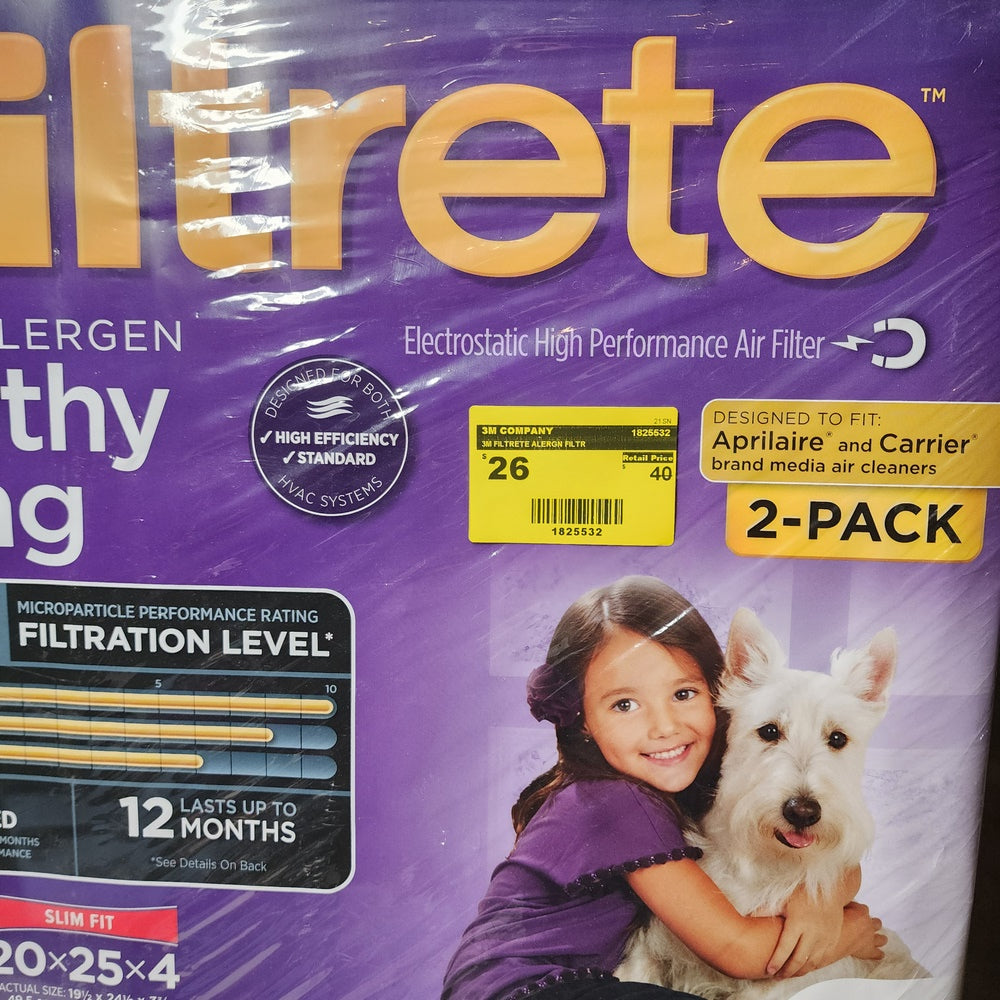 iltrete™
LERGEN
thy
ng
Electrostatic High Performance Air Filter
DESIGNED FOR BOTH
✓ HIGH EFFICIENCY
✓ STANDARD
HVAC SYSTEMS
21 SN
3M COMPANY 1825532
3M FILTRETE ALERGN FILTR
$26
Retail Price
$40
1825532
DESIGNED TO FIT:
Aprilaire* and Carrier*
brand media air cleaners
2-PACK
MICROPARTICLE PERFORMANCE RATING
FILTRATION LEVEL*
5 10
ED
MONTHS
MANCE
12 LASTS UP TO
MONTHS
*See Details On Back
SLIM FIT
20×25×4
ACTUAL SIZE: 19½ x 24½ x